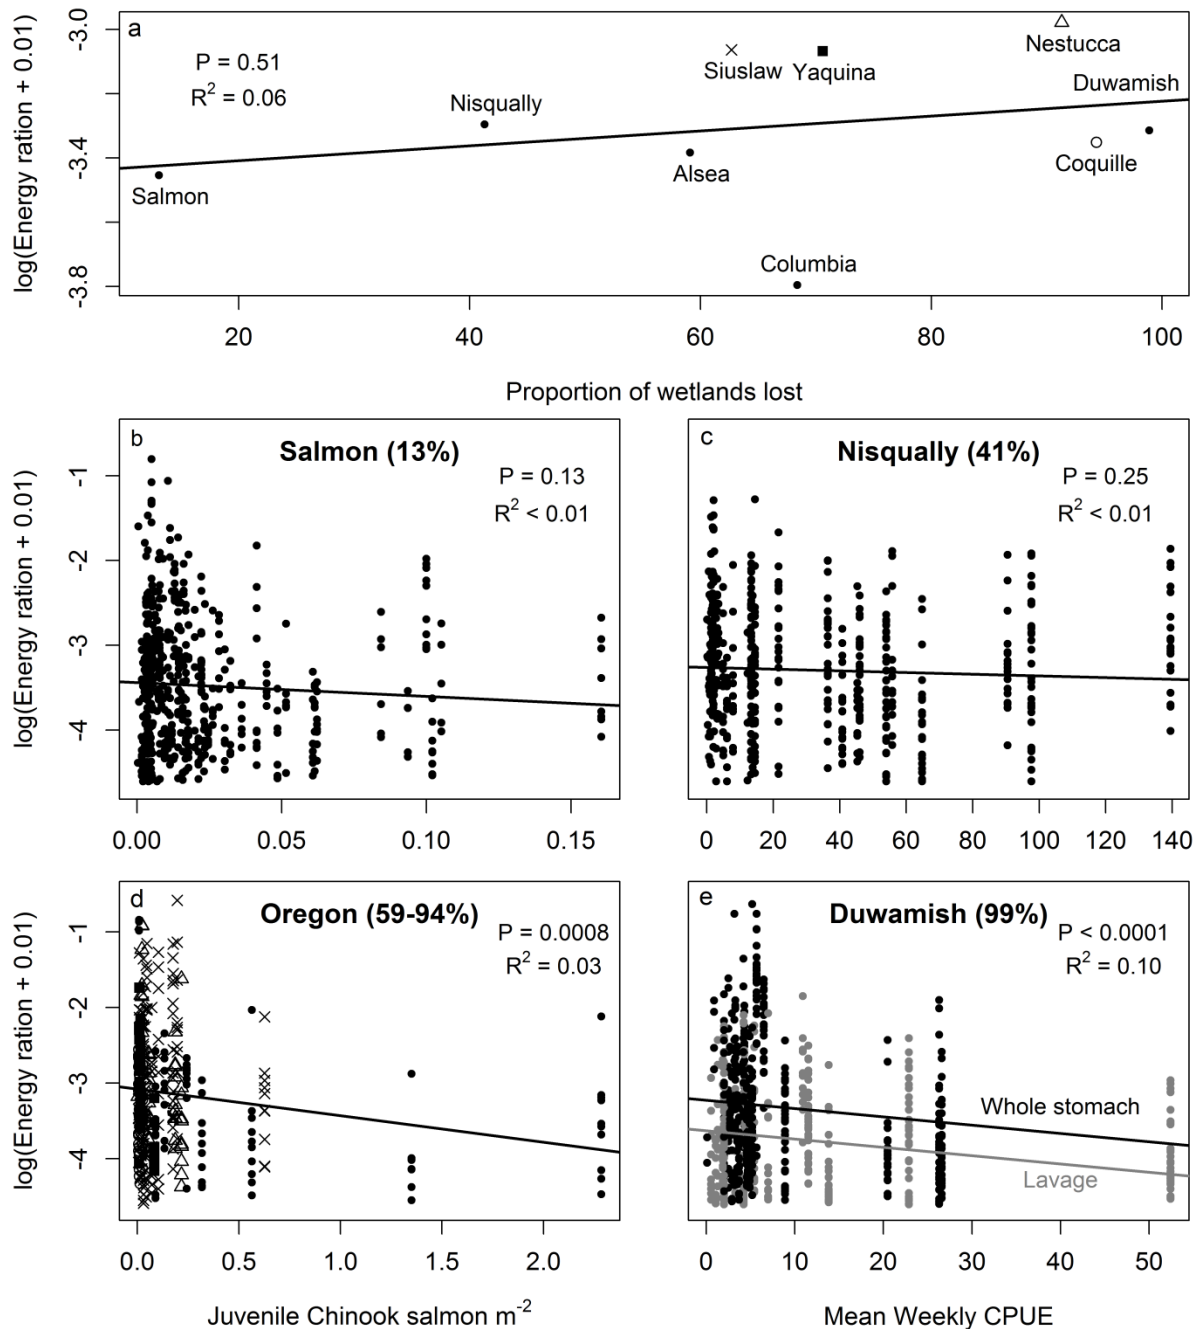 a
P = 0.51
R² = 0.06
Nestucca
Siuslaw
Yaquina
Duwamish
Nisqually
Coquille
Alsea
Salmon
Columbia
log(Energy ration + 0.01)
-3.0
-3.4
-3.8
20 40 60 80 100
Proportion of wetlands lost
b
Salmon (13%)
P = 0.13
R² < 0.01
log(Energy ration + 0.01)
-1
-2
-3
-4
0.00 0.05 0.10 0.15
c
Nisqually (41%)
P = 0.25
R² < 0.01
0 20 40 60 80 100 120 140
d
Oregon (59-94%)
P = 0.0008
R² = 0.03
log(Energy ration + 0.01)
-1
-2
-3
-4
0.0 0.5 1.0 1.5 2.0
Juvenile Chinook salmon m⁻²
e
Duwamish (99%)
P < 0.0001
R² = 0.10
Whole stomach
Lavage
0 10 20 30 40 50
Mean Weekly CPUE